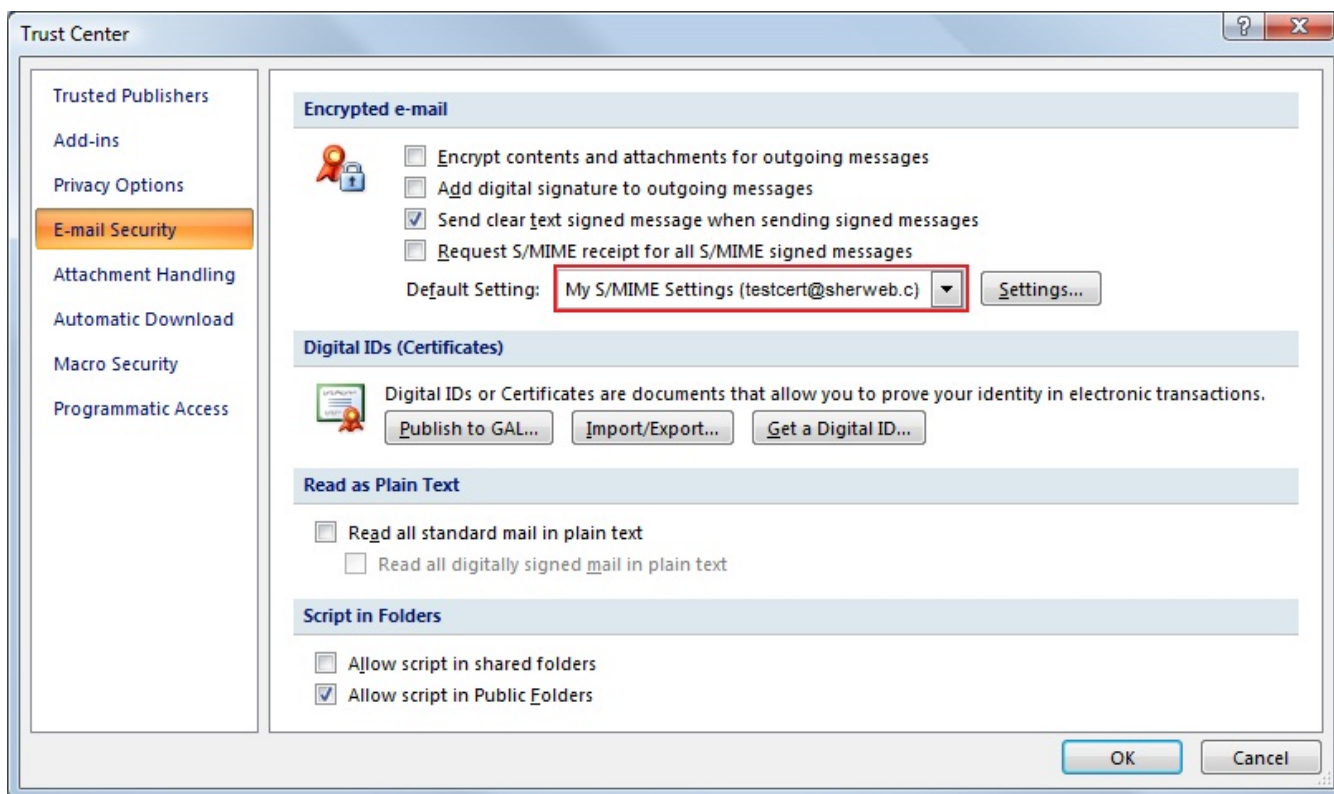 Trust Center
?
Trusted Publishers
Add-ins
Privacy Options
E-mail Security
Attachment Handling
Automatic Download
Macro Security
Programmatic Access
Encrypted e-mail
Encrypt contents and attachments for outgoing messages
Add digital signature to outgoing messages
Send clear text signed message when sending signed messages
Request S/MIME receipt for all S/MIME signed messages
Default Setting: My S/MIME Settings (testcert@sherweb.c) Settings...
Digital IDs (Certificates)
Digital IDs or Certificates are documents that allow you to prove your identity in electronic transactions.
Publish to GAL... Import/Export... Get a Digital ID...
Read as Plain Text
Read all standard mail in plain text
Read all digitally signed mail in plain text
Script in Folders
Allow script in shared folders
Allow script in Public Folders
OK Cancel